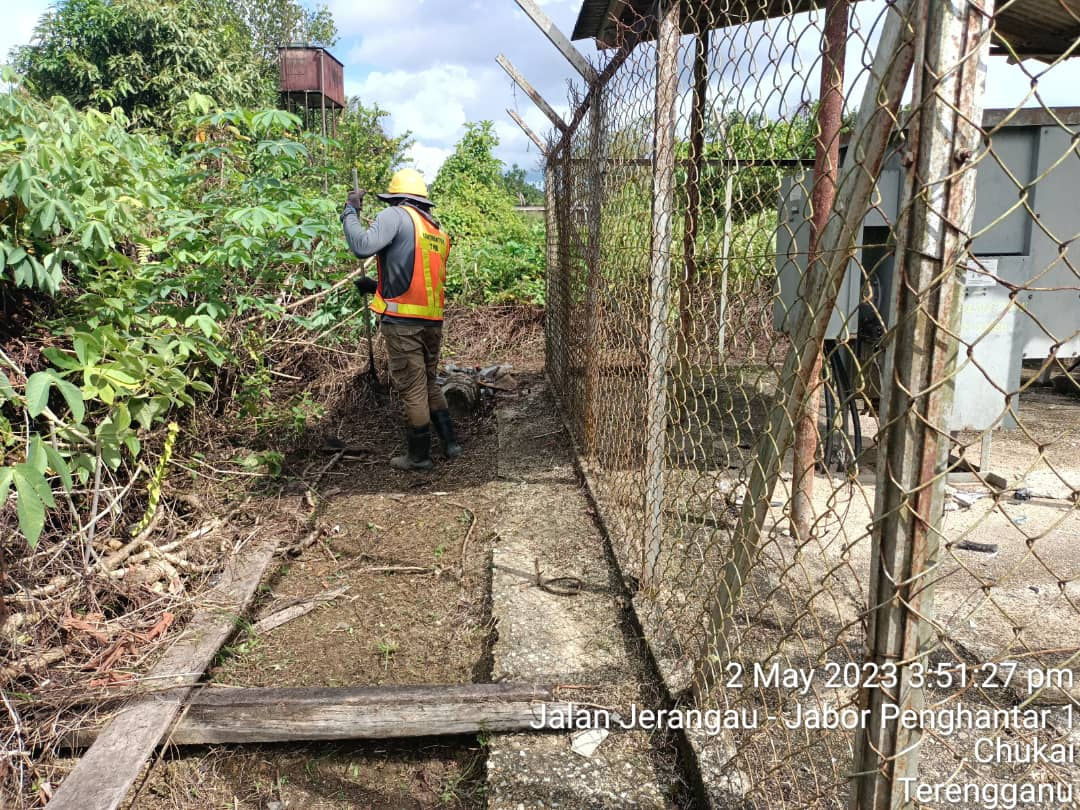 2 May 2023 3:51:27 pm
Jalan Jerangau - Jabor Penghantar 1
Chukai
Terengganu